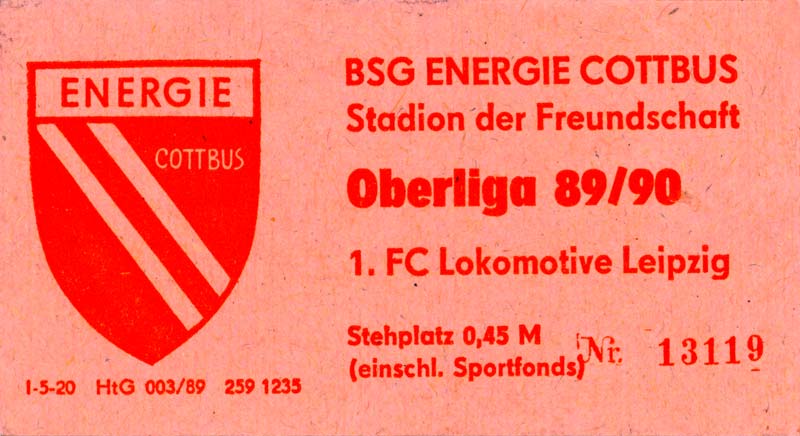 ENERGIE
COTTBUS
BSG ENERGIE COTTBUS
Stadion der Freundschaft
Oberliga 89/90
1. FC Lokomotive Leipzig
Stehplatz 0,45 M
(einschl. Sportfonds)
Nr. 13119
I-5-20 HtG 003/89 259 1235